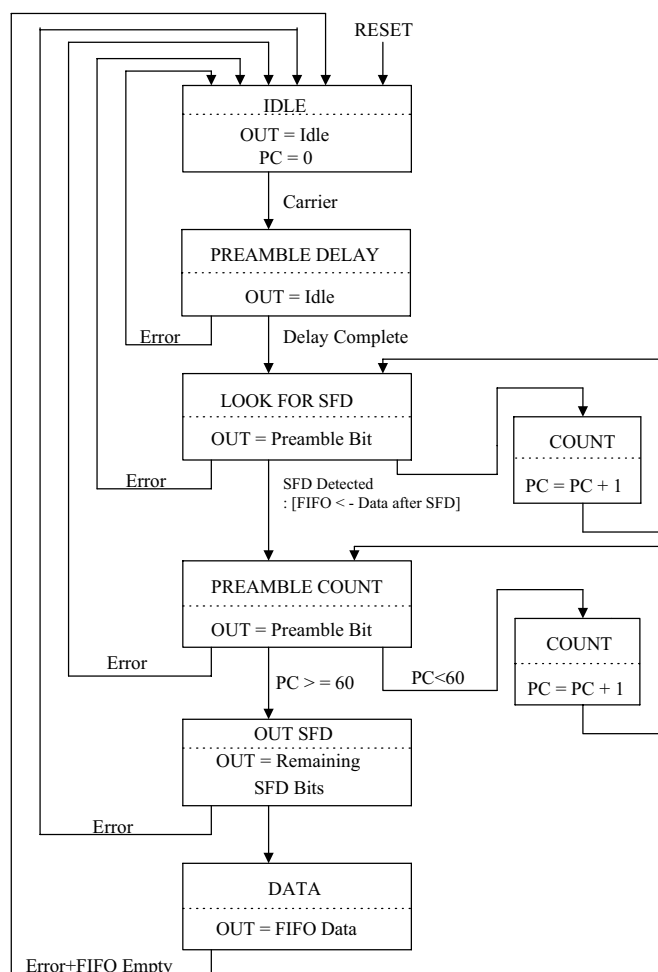 RESET
IDLE
OUT = Idle
PC = 0
Carrier
PREAMBLE DELAY
OUT = Idle
Error
Delay Complete
LOOK FOR SFD
OUT = Preamble Bit
COUNT
PC = PC + 1
Error
SFD Detected
: [FIFO < - Data after SFD]
PREAMBLE COUNT
OUT = Preamble Bit
COUNT
PC = PC + 1
Error
PC > = 60
PC<60
OUT SFD
OUT = Remaining
SFD Bits
Error
DATA
OUT = FIFO Data
Error+FIFO Empty